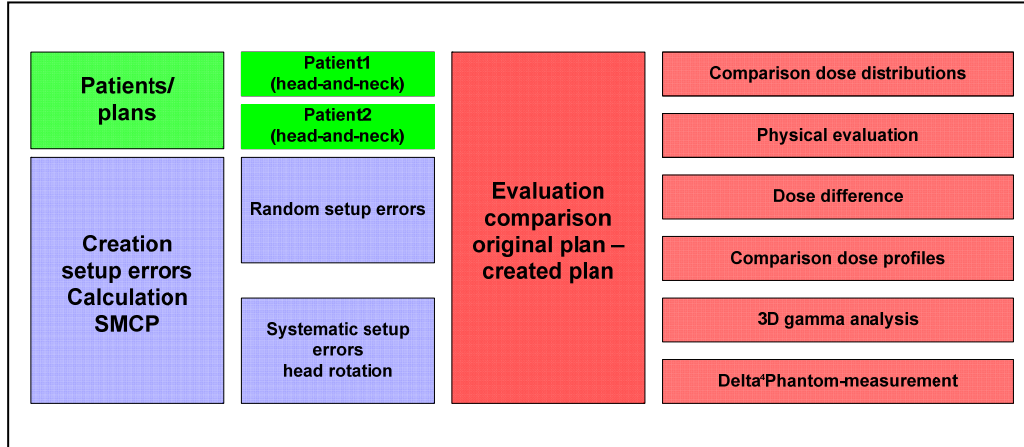 Patients/
plans
Patient1
(head-and-neck)
Patient2
(head-and-neck)
Creation
setup errors
Calculation
SMCP
Random setup errors
Systematic setup
errors
head rotation
Evaluation
comparison
original plan –
created plan
Comparison dose distributions
Physical evaluation
Dose difference
Comparison dose profiles
3D gamma analysis
Delta⁴Phantom-measurement